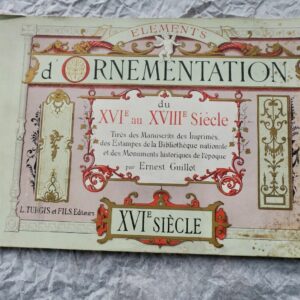 ELEMENTS
d'ORNEMENTATION
du
XVIE au XVIIIE Siècle
Tirés des Manuscrits des Imprimés,
des Estampes de la Bibliothèque nationale
et des Monuments historiques de l'époque
par Ernest Guillot
L. TURGIS et FILS, Editeurs
XVIE SIÈCLE